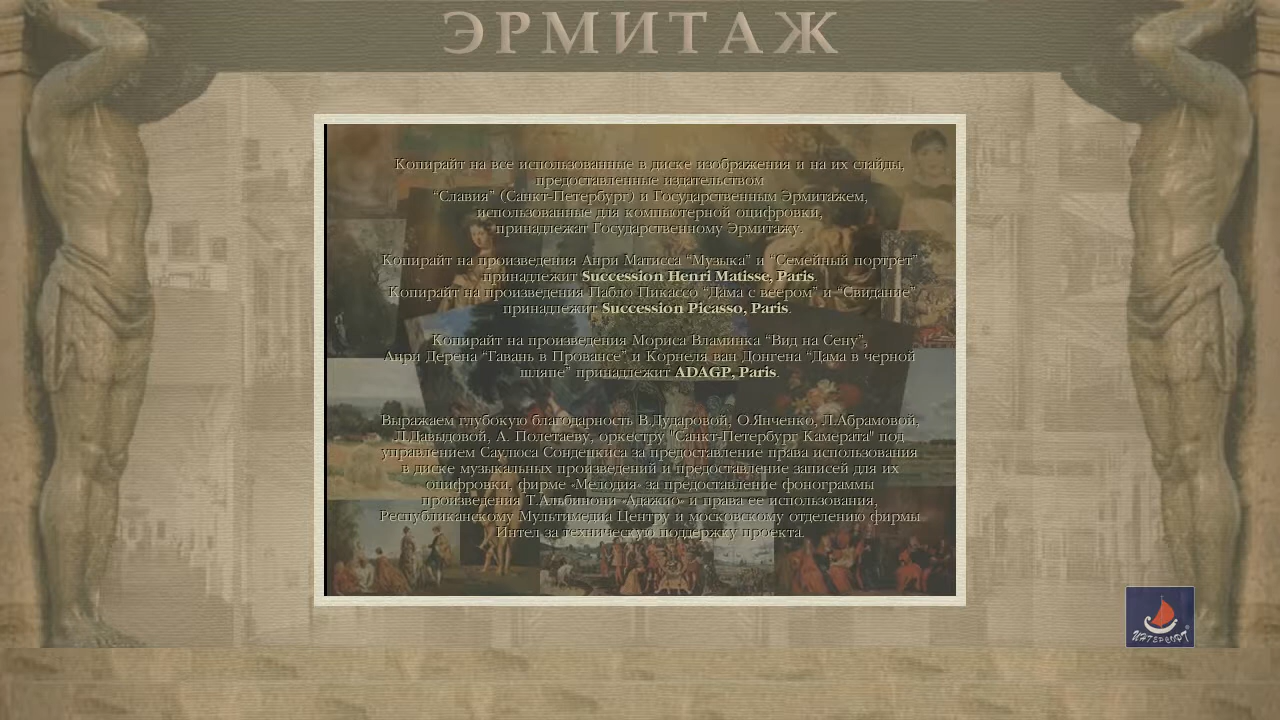 ЭРМИТАЖ
Копирайт на все использованные в диске изображения и на их слайды,
предоставленные издательством
“Славия” (Санкт-Петербург) и Государственным Эрмитажем,
использованные для компьютерной оцифровки,
принадлежат Государственному Эрмитажу.
Копирайт на произведения Анри Матисса “Музыка” и “Семейный портрет”
принадлежит Succession Henri Matisse, Paris.
Копирайт на произведения Пабло Пикассо “Дама с веером” и “Свидание”
принадлежит Succession Picasso, Paris.
Копирайт на произведения Мориса Вламинка “Вид на Сену”,
Анри Дерена “Гавань в Провансе” и Корнеля ван Донгена “Дама в черной
шляпе” принадлежит ADAGP, Paris.
Выражаем глубокую благодарность В.Дударовой, О.Янченко, Л.Абрамовой,
Л.Давыдовой, А. Полетаеву, оркестру "Санкт-Петербург Камерата" под
управлением Саулюса Сондецкиса за предоставление права использования
в диске музыкальных произведений и предоставление записей для их
оцифровки, фирме «Мелодия» за предоставление фонограммы
произведения Т.Альбинони «Адажио» и права ее использования,
Республиканскому Мультимедиа Центру и московскому отделению фирмы
Интел за техническую поддержку проекта.
ИНТЕРСОФТ